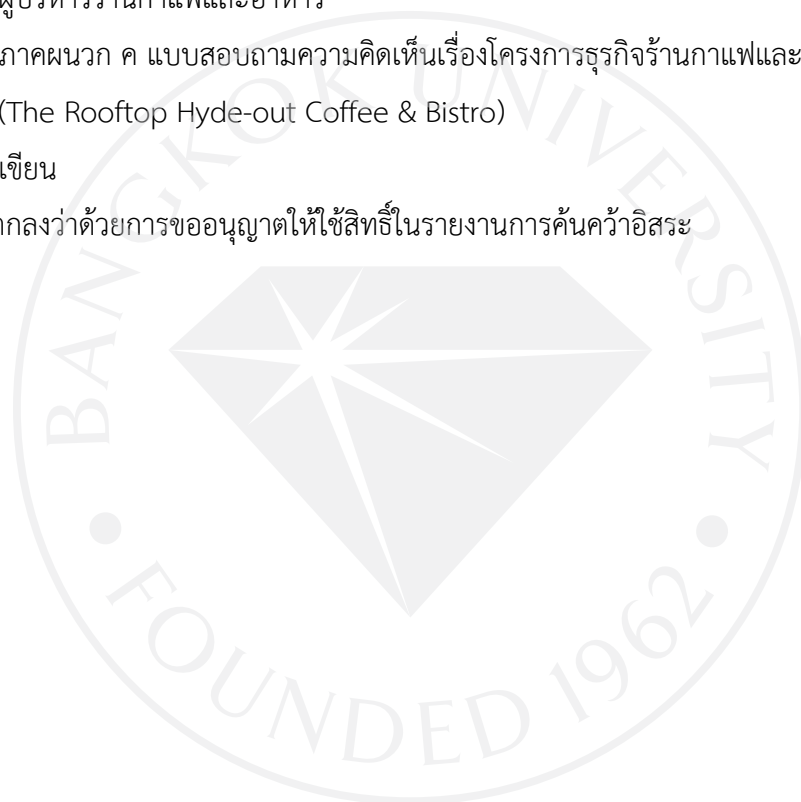 ผู้บริหารร้านกาแฟและอาหาร
ภาคผนวก ค แบบสอบถามความคิดเห็นเรื่องโครงการธุรกิจร้านกาแฟและ
(The Rooftop Hyde-out Coffee & Bistro)
เขียน
กลงว่าด้วยการขออนุญาตให้ใช้สิทธิ์ในรายงานการค้นคว้าอิสระ
BANGKOK UNIVERSITY
FOUNDED 1962